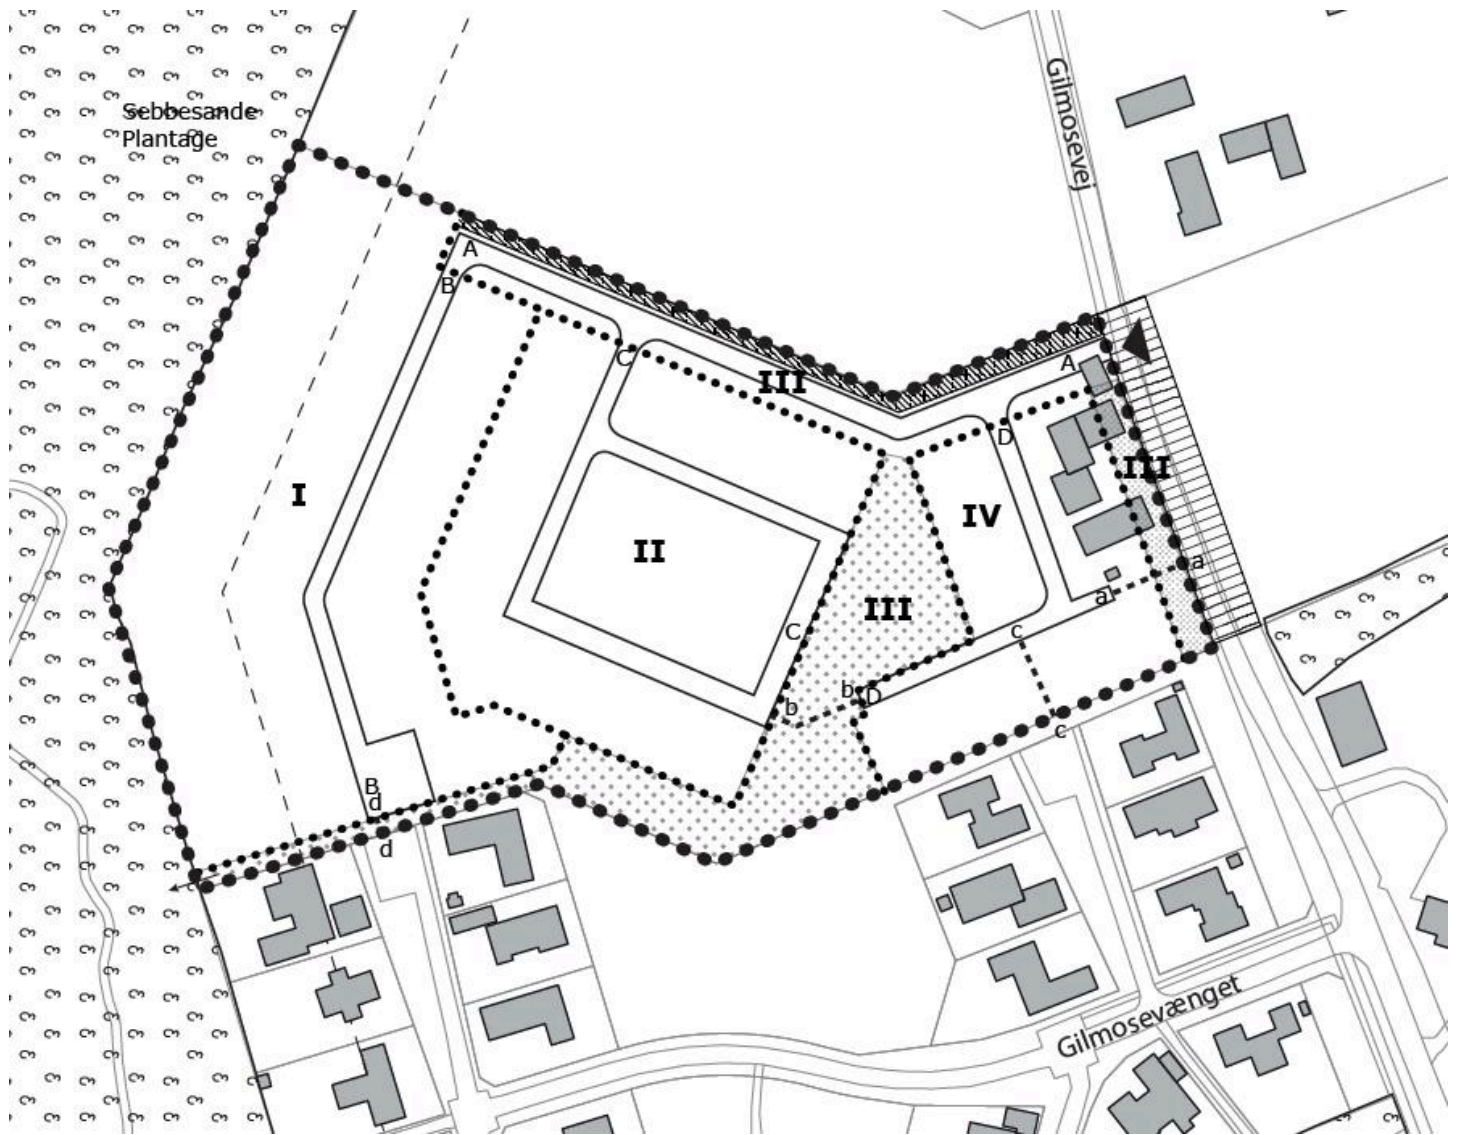 Sebbesande
Plantage
Gilmosevej
A
B
C
III
A
D
III
I
IV
II
a
a
III
C
c
b
D
b
c
B
d
d
Gilmosevænget